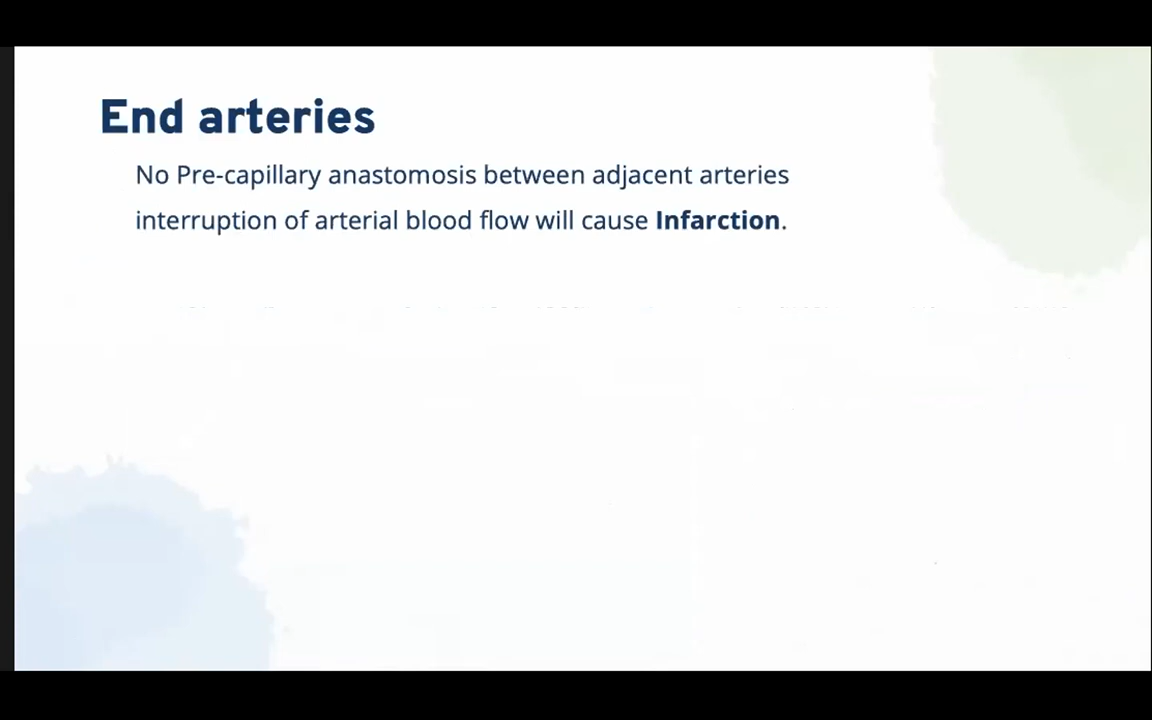 End arteries
No Pre-capillary anastomosis between adjacent arteries
interruption of arterial blood flow will cause Infarction.